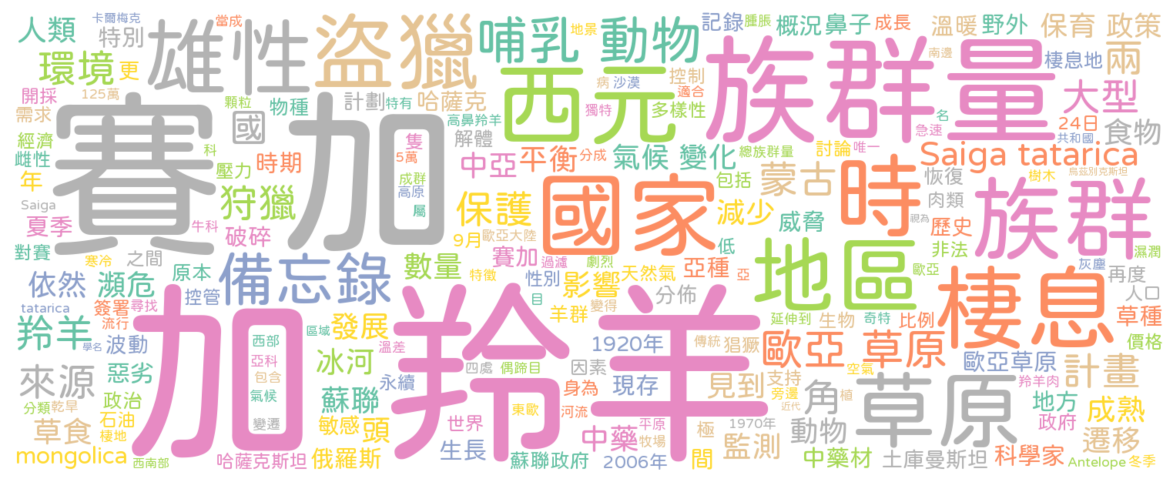 人類
卡爾梅克
當成
特別
雄性
盜獵
哺乳 動物
地景
記錄
腫脹
概況
鼻子
成長
溫暖
野外
保育 政策
南邊
棲息地
兩
環境
更
125萬
開採
需求
顆粒
物種
國
特有
計劃
哈薩克
高鼻羚羊
解體
西元
病
沙漠
控制
獨特
適合
多樣性
族群量
急速
名
大型
24日
共和國
食物
賽加
經濟
雌性
科
時期
壓力
年
Saiga
夏季
狩獵
牛科
破碎
對賽
寒冷
之間
隻
5萬
成群
高原
屬
中亞
平衡
分成
氣候 變化
總族群量
討論
唯一
Saiga tatarica
烏茲別克斯坦
包括
蒙古
時
恢復
樹木
肉類
視為
族群
保護
9月
歐亞大陸
國家
減少
威脅
低
歷史
非法
濕潤
依然
瀕危
原本
備忘錄
數量
賽加
過濾
特徵
性別
劇烈
影響
天然氣
亞種
亞
地區
歐亞
灰塵
再度
棲息
tatarica
簽署
尋找
控管
目
變得
羊群
分佈
延伸到
生物
奇特
比例
人口
草種
羚羊
流行
學名
波動
區域
西部
發展
加羚羊
1920年
傳統
猖獗
歐亞 草原
歐亞草原
價格
來源
惡劣
亞科
溫差
冰河
四處
偶蹄目
因素
身為
現存
見到
支持
空氣
旁邊
近代
角
種
草原
羚羊肉
計畫
分類
乾旱
政治
包含
氣候
蘇聯
永續
東歐
河流
平原
1970年
地方
成熟
草食
石油
棲地
變遷
敏感
頭
世界
中藥
牧場
極
監測
動物
政府
遷移
mongolica
西南部
哈薩克斯坦
俄羅斯
生長
蘇聯政府
2006年
間
中藥材
土庫曼斯坦
科學家
Antelope
冬季